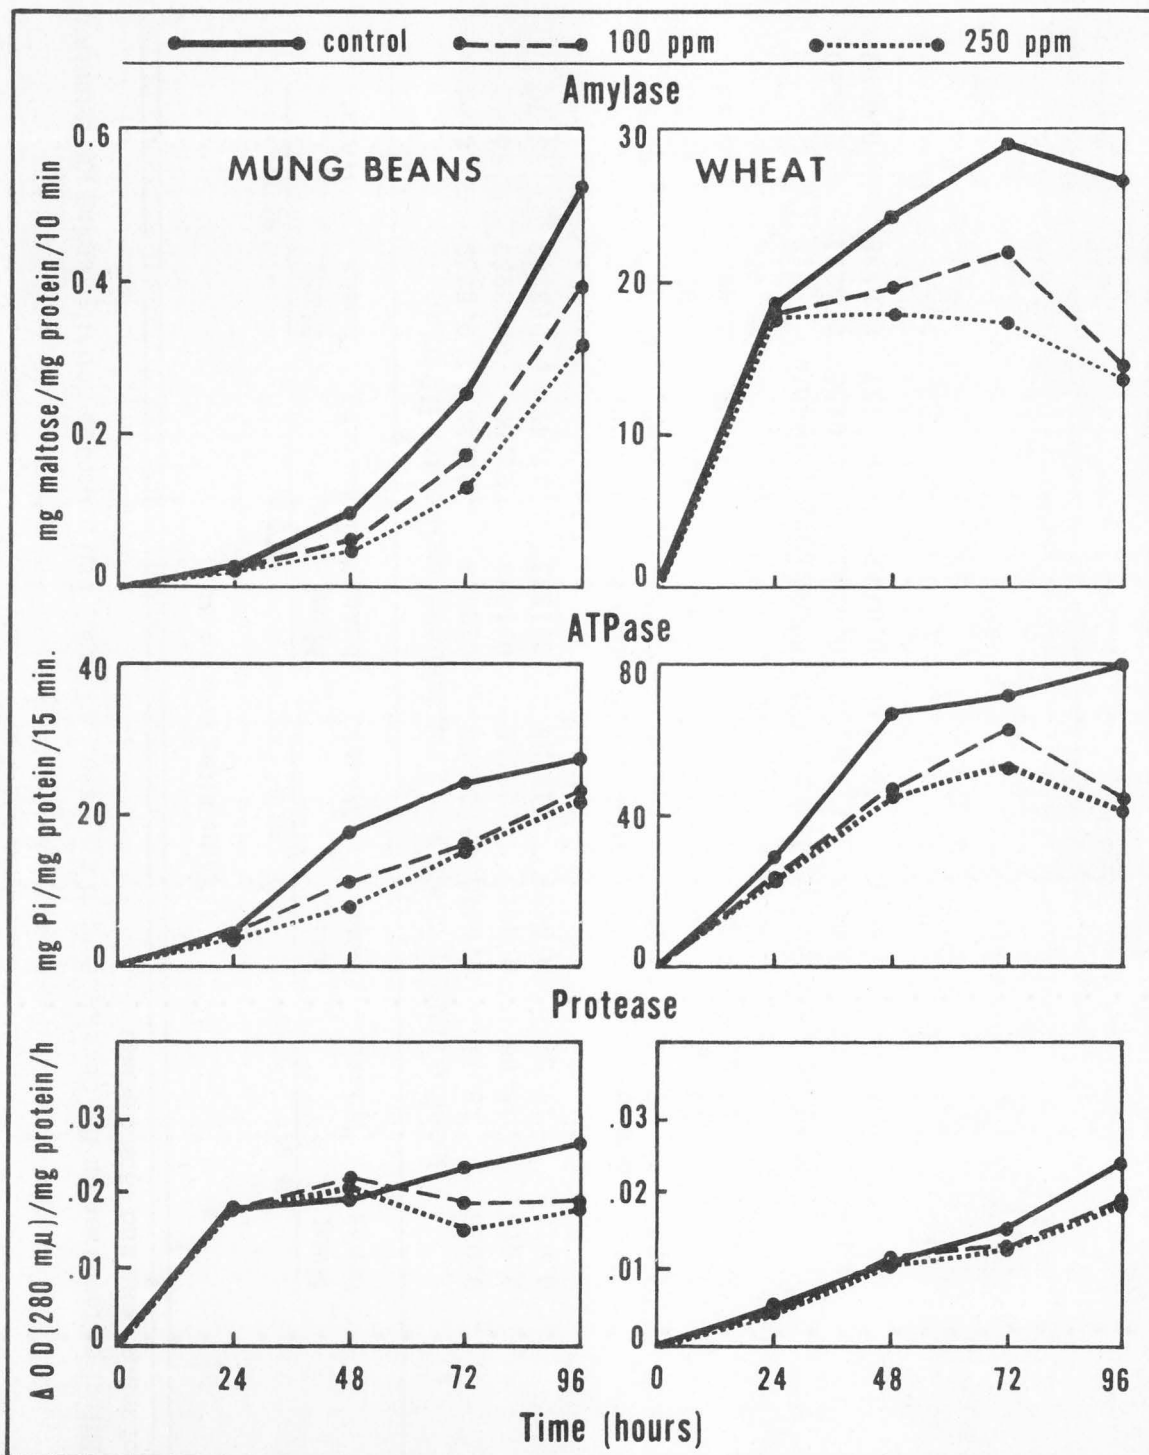 control 100 ppm 250 ppm
Amylase
MUNG BEANS WHEAT
mg maltose/mg protein/10 min
0.6
0.4
0.2
0
30
20
10
0
ATPase
mg Pi/mg protein/15 min.
40
20
0
80
40
0
Protease
Δ OD(280 mμ)/mg protein/h
.03
.02
.01
0
.03
.02
.01
0
0 24 48 72 96 0 24 48 72 96
Time (hours)